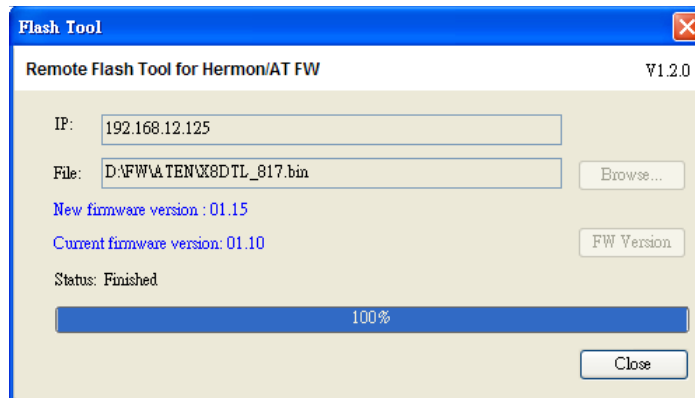 Flash Tool
Remote Flash Tool for Hermon/AT FW V1.2.0
IP: 192.168.12.125
File: D:\FW\ATEN\X8DTL_817.bin Browse...
New firmware version : 01.15
Current firmware version: 01.10 FW Version
Status: Finished
100%
Close